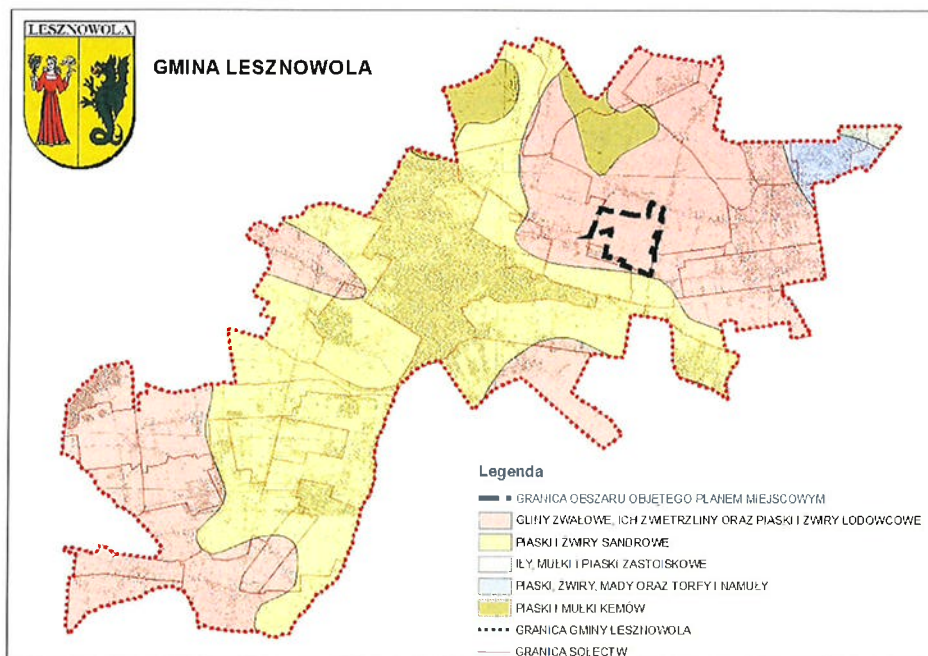 LESZNOWOLA
GMINA LESZNOWOLA
Legenda
GRANICA OBSZARU OBJĘTEGO PLANEM MIEJSCOWYM
GLINY ZWAŁOWE, ICH ZWIETRZLINY ORAZ PIASKI I ŻWIRY LODOWCOWE
PIASKI I ŻWIRY SANDROWE
IŁY, MUŁKI I PIASKI ZASTOISKOWE
PIASKI, ŻWIRY, MADY ORAZ TORFY I NAMUŁY
PIASKI I MUŁKI KEMÓW
GRANICA GMINY LESZNOWOLA
GRANICA SOŁECTW